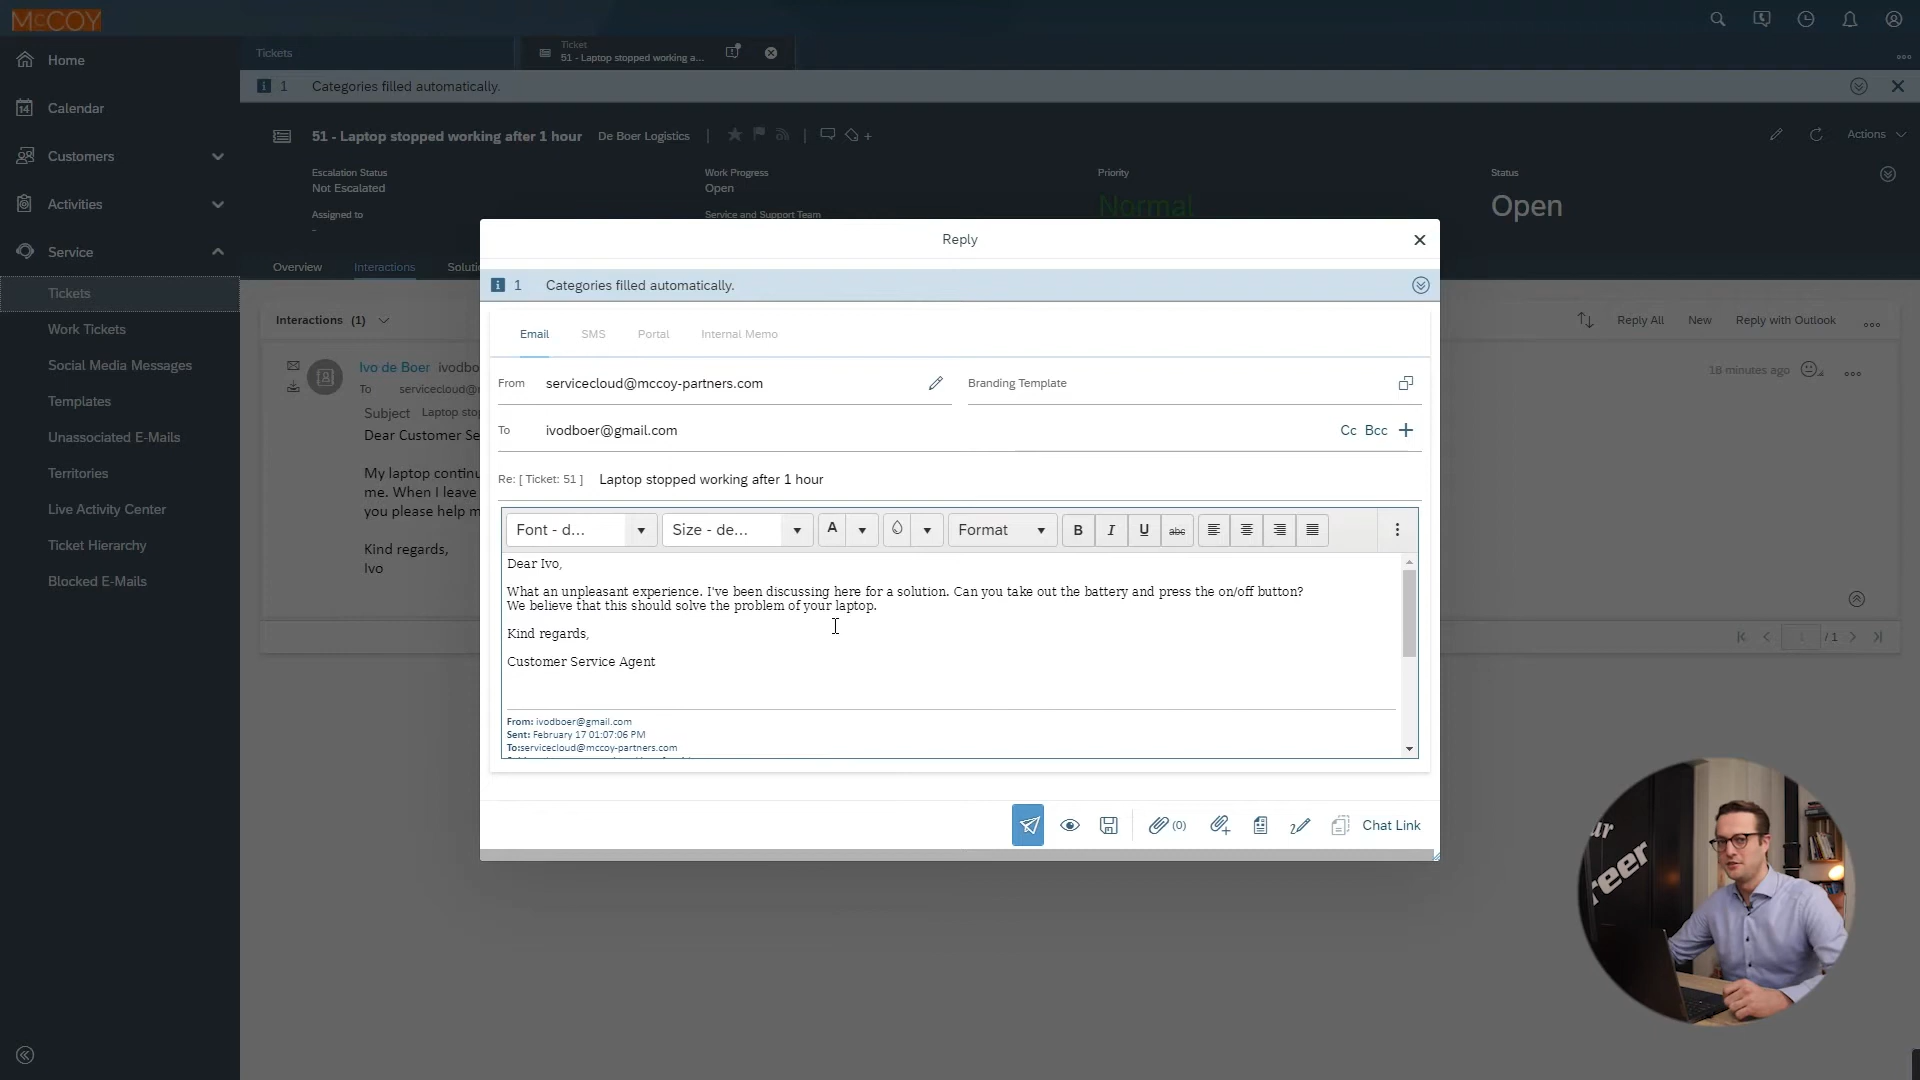 McCOY
Home
Tickets
Ticket
51 - Laptop stopped working a...
1 Categories filled automatically.
14 Calendar
Customers
Activities
Service
Tickets
Work Tickets
Social Media Messages
Templates
Unassociated E-Mails
Territories
Live Activity Center
Ticket Hierarchy
Blocked E-Mails
51 - Laptop stopped working after 1 hour De Boer Logistics
Actions
Escalation Status
Not Escalated
Work Progress
Open
Priority
Normal
Status
Open
Assigned to
-
Service and Support Team
Overview Interactions
Interactions (1)
Reply All New Reply with Outlook
Ivo de Boer
18 minutes ago
To
Subject Laptop
Dear Customer
My laptop
me. When I leave
you please help
Kind regards,
Ivo
1 / 1
Reply
1 Categories filled automatically.
Email SMS Portal Internal Memo
From servicecloud@mccoy-partners.com
Branding Template
To ivodboer@gmail.com
Cc Bcc
Re: [ Ticket: 51 ] Laptop stopped working after 1 hour
Font - d... Size - de... A Format B I U abc
Dear Ivo,
What an unpleasant experience. I've been discussing here for a solution. Can you take out the battery and press the on/off button?
We believe that this should solve the problem of your laptop.
Kind regards,
Customer Service Agent
From: ivodboer@gmail.com
Sent: February 17 01:07:06 PM
To:servicecloud@mccoy-partners.com
(0) Chat Link